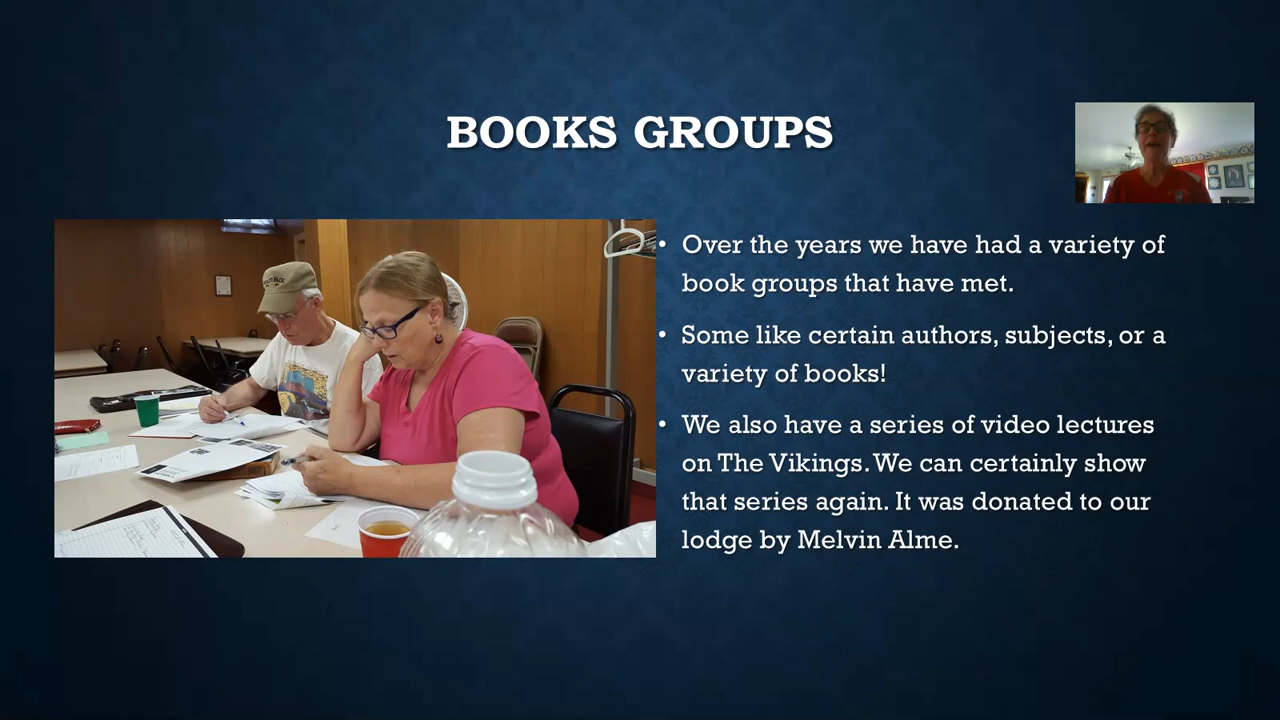 BOOKS GROUPS
• Over the years we have had a variety of
book groups that have met.
• Some like certain authors, subjects, or a
variety of books!
• We also have a series of video lectures
on The Vikings. We can certainly show
that series again. It was donated to our
lodge by Melvin Alme.